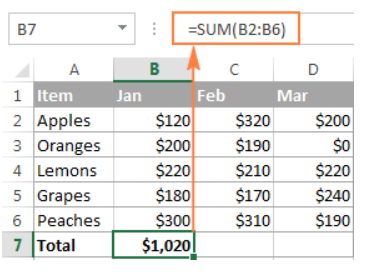 B7 =SUM(B2:B6)
A B C D
1 Item Jan Feb Mar
2 Apples $120 $320 $200
3 Oranges $200 $190 $0
4 Lemons $220 $210 $220
5 Grapes $180 $170 $240
6 Peaches $300 $310 $190
7 Total $1,020